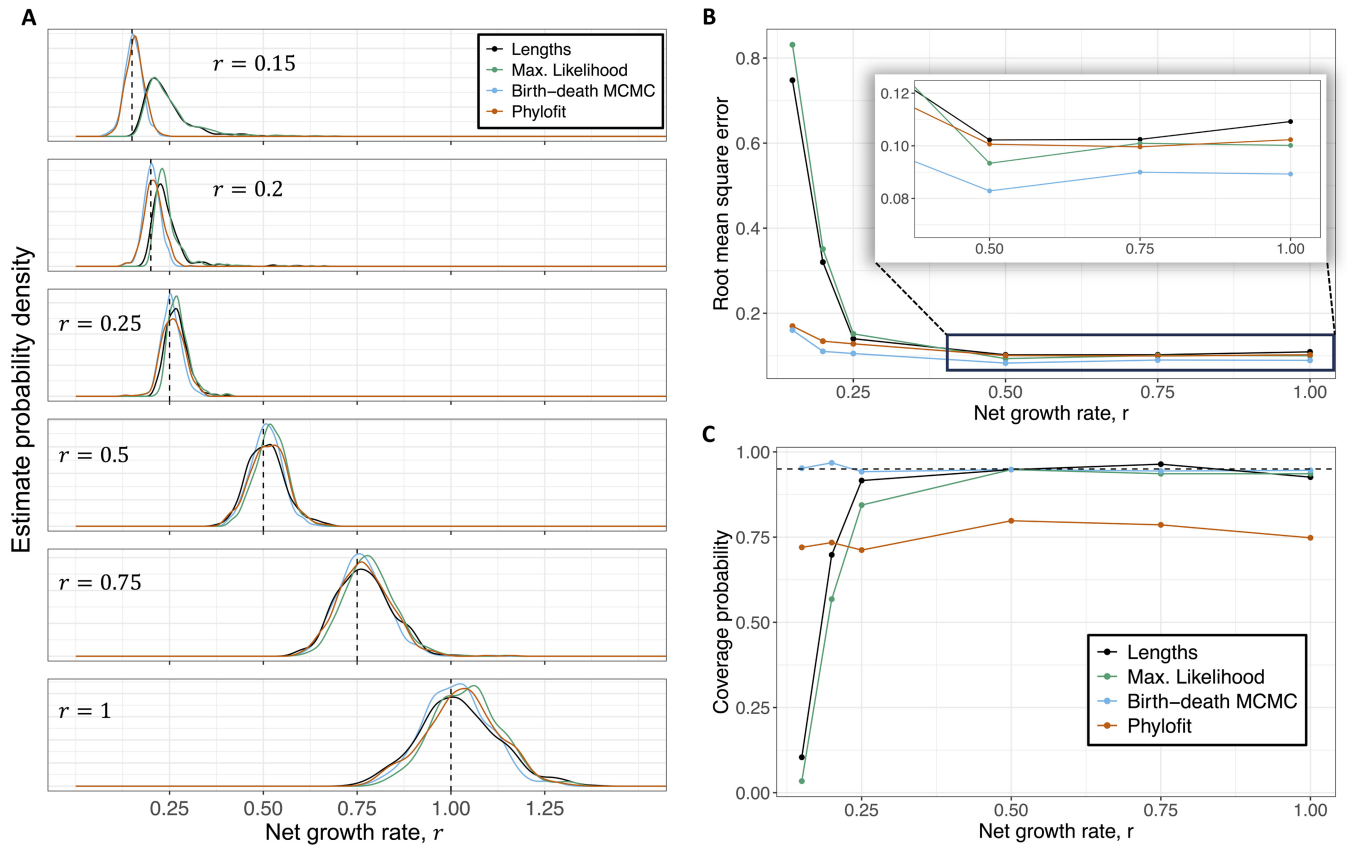 A
Estimate probability density
r = 0.15
Lengths
Max. Likelihood
Birth−death MCMC
Phylofit
r = 0.2
r = 0.25
r = 0.5
r = 0.75
r = 1
0.25 0.50 0.75 1.00 1.25
Net growth rate, r
B
Root mean square error
0.8
0.6
0.4
0.2
0.12
0.10
0.08
0.50 0.75 1.00
0.25 0.50 0.75 1.00
Net growth rate, r
C
Coverage probability
1.00
0.75
0.50
0.25
0.00
Lengths
Max. Likelihood
Birth−death MCMC
Phylofit
0.25 0.50 0.75 1.00
Net growth rate, r